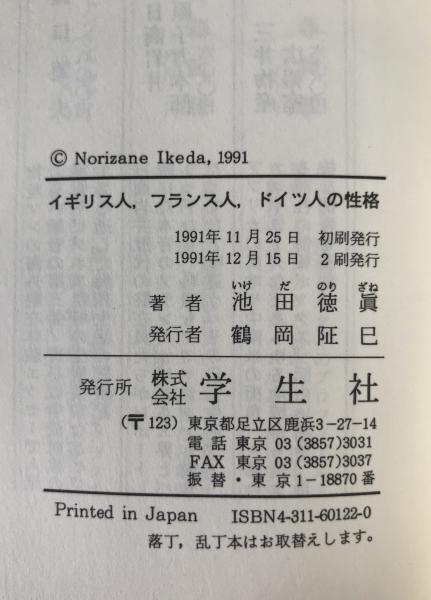 © Norizane Ikeda, 1991
イギリス人，フランス人，ドイツ人の性格
1991年11月25日 初刷発行
1991年12月15日 2刷発行
いけ だ のり ざね
著者 池田徳眞
発行者 鶴岡阷巳
発行所 株式会社 学生社
(〒123) 東京都足立区鹿浜3-27-14
電話 東京 03 (3857) 3031
FAX 東京 03 (3857) 3037
振替・東京1-18870番
Printed in Japan ISBN4-311-60122-0
落丁，乱丁本はお取替えします。